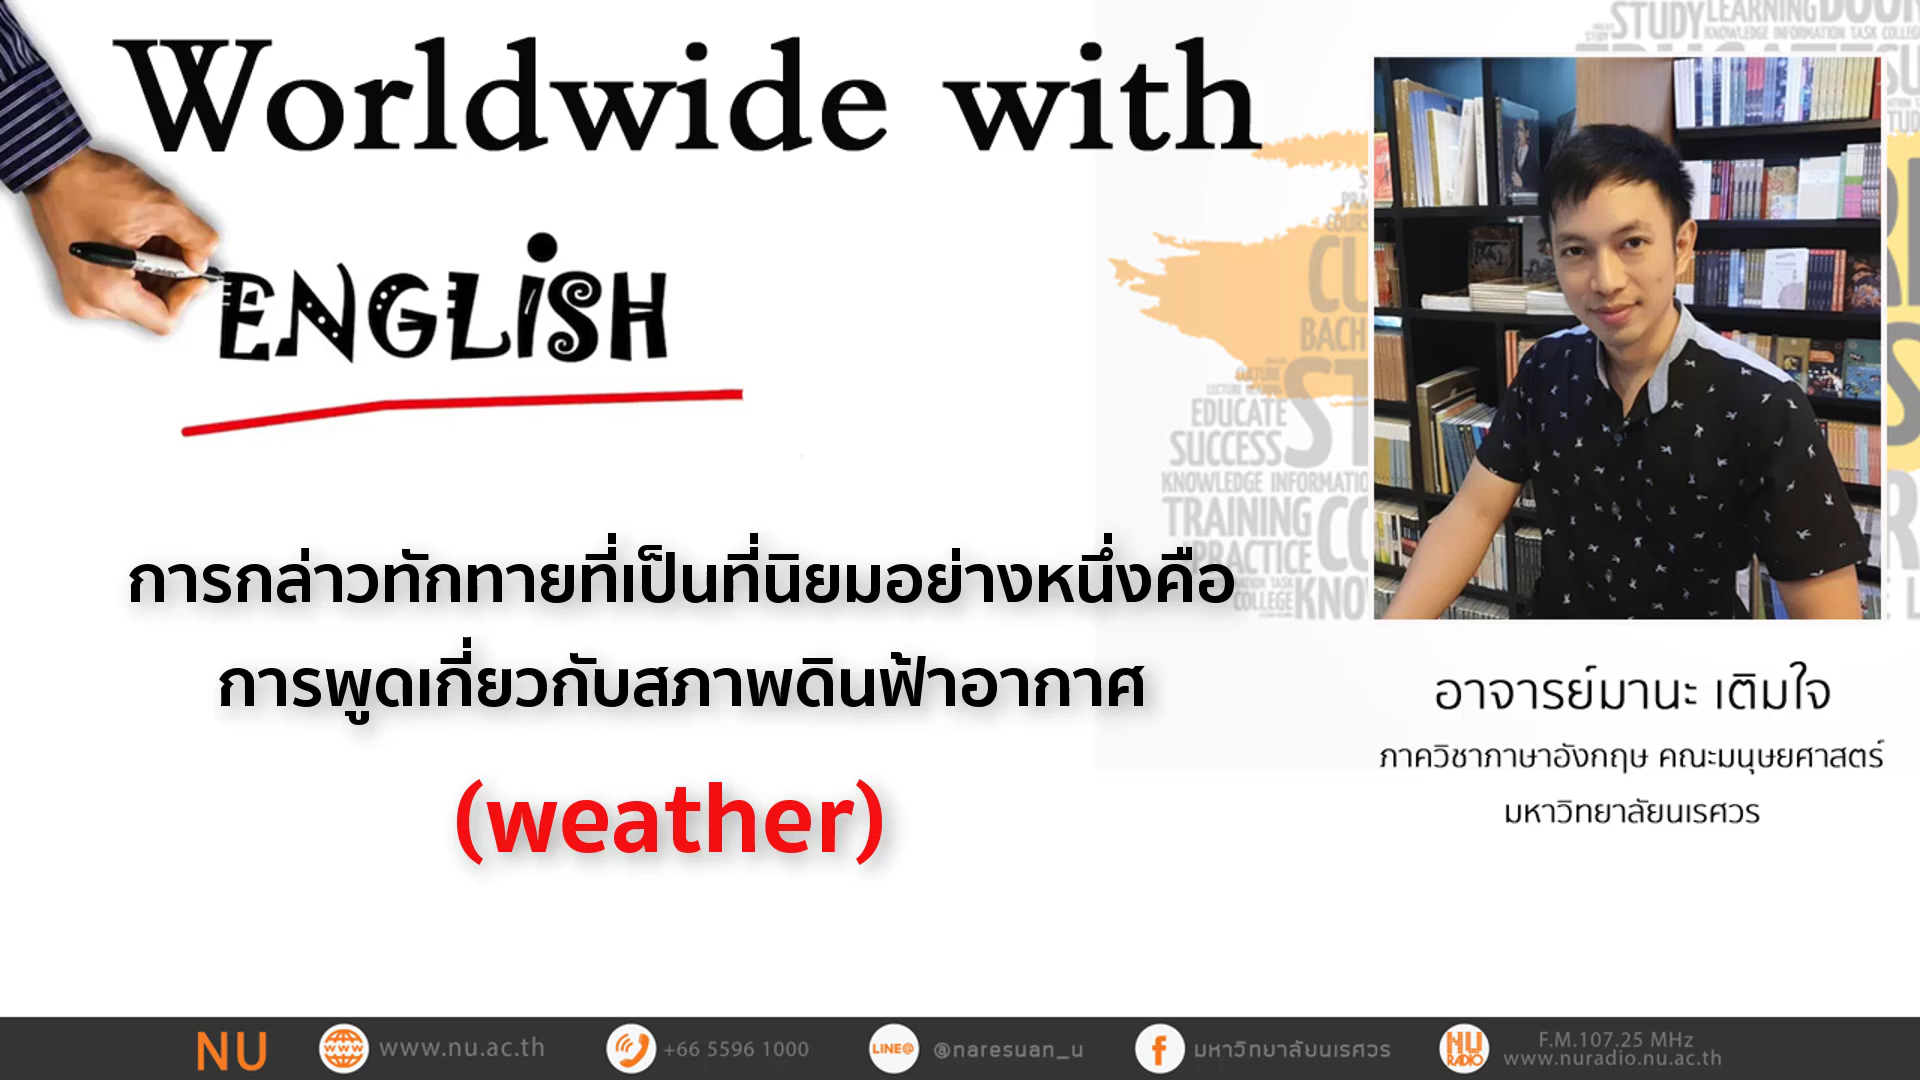 Worldwide with
ENGLISH
การกล่าวทักทายที่เป็นที่นิยมอย่างหนึ่งคือ
การพูดเกี่ยวกับสภาพดินฟ้าอากาศ
(weather)
STUDY LEARNING
KNOWLEDGE INFORMATION TASK COLLEGE
EDUCATE
SUCCESS
KNOWLEDGE INFORMATIO
TRAINING
PRACTICE
COLLEGE KNO
อาจารย์มานะ เติมใจ
ภาควิชาภาษาอังกฤษ คณะมนุษยศาสตร์
มหาวิทยาลัยนเรศวร
NU www.nu.ac.th +66 5596 1000 LINE@ @naresuan_u มหาวิทยาลัยนเรศวร NU RADIO F.M.107.25 MHz
www.nuradio.nu.ac.th